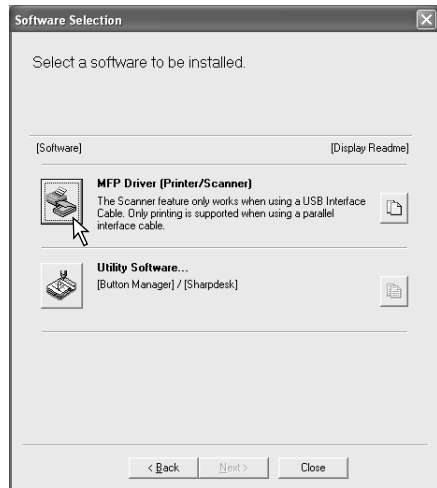 Software Selection
Select a software to be installed.
[Software] [Display Readme]
MFP Driver (Printer/Scanner)
The Scanner feature only works when using a USB Interface
Cable. Only printing is supported when using a parallel
interface cable.
Utility Software...
[Button Manager] / [Sharpdesk]
< Back Next > Close